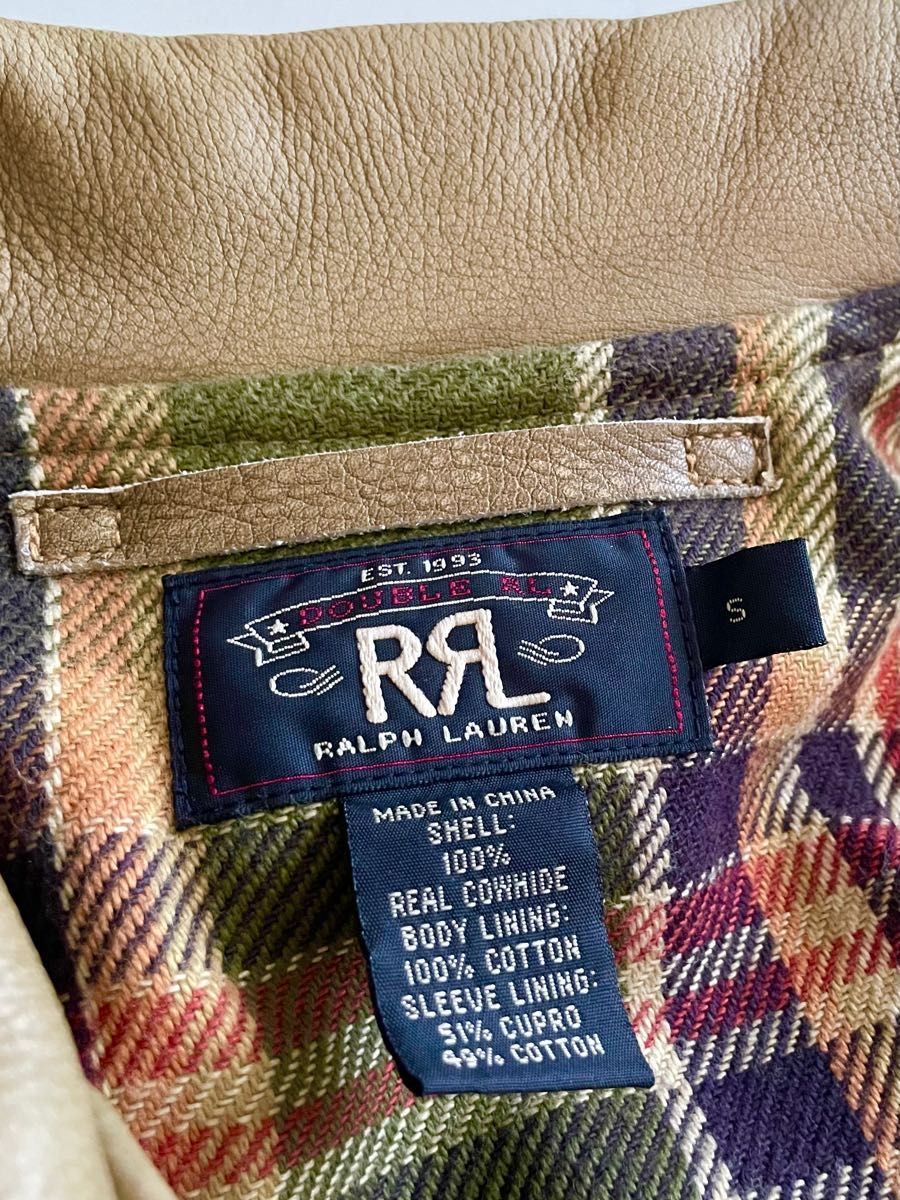 EST. 1993
DOUBLE RL
RRL
RALPH LAUREN
S
MADE IN CHINA
SHELL:
100%
REAL COWHIDE
BODY LINING:
100% COTTON
SLEEVE LINING:
51% CUPRO
49% COTTON